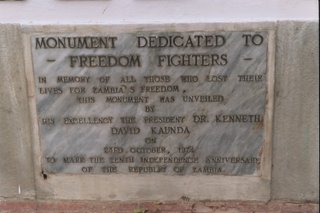 MONUMENT DEDICATED TO
- FREEDOM FIGHTERS -
IN MEMORY OF ALL THOSE WHO LOST THEIR
LIVES FOR ZAMBIA'S FREEDOM,
THIS MONUMENT WAS UNVEILED
BY
HIS EXCELLENCY THE PRESIDENT DR. KENNETH
DAVID KAUNDA
ON
23RD OCTOBER, 1974
TO MARK THE TENTH INDEPENDENCE ANNIVERSARY
OF THE REPUBLIC OF ZAMBIA.